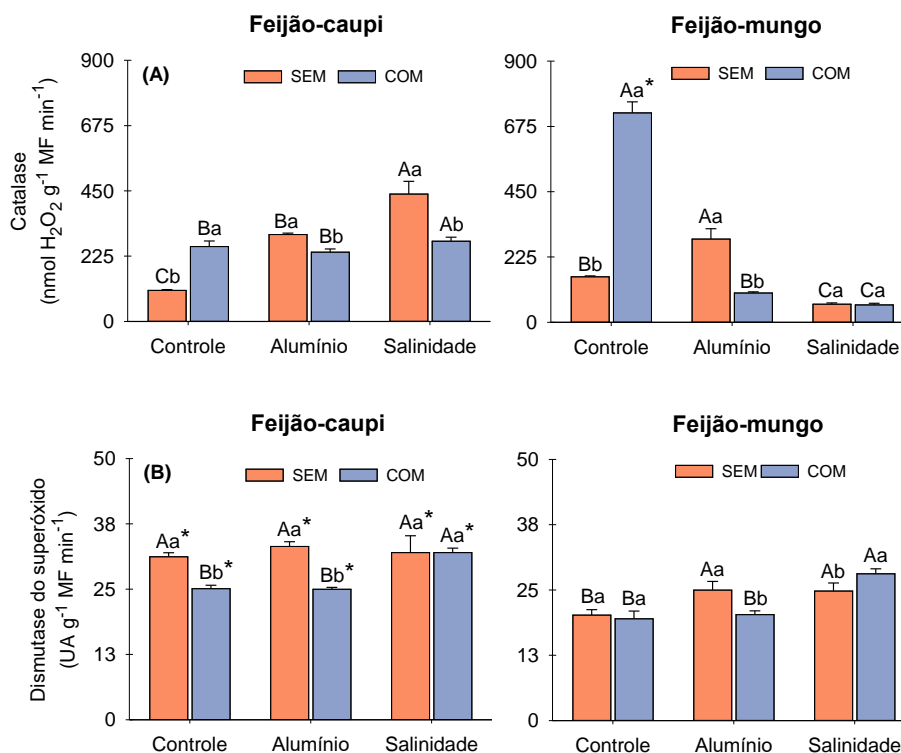 Feijão-caupi
Feijão-mungo
Catalase
(nmol H₂O₂ g⁻¹ MF min⁻¹)
900
675
450
225
0
(A)
SEM
COM
Cb
Ba
Ba
Bb
Aa
Ab
Controle
Alumínio
Salinidade
900
675
450
225
0
SEM
COM
Bb
Aa*
Aa
Bb
Ca
Ca
Controle
Alumínio
Salinidade
Feijão-caupi
Feijão-mungo
Dismutase do superóxido
(UA g⁻¹ MF min⁻¹)
50
38
25
13
0
(B)
SEM
COM
Aa*
Bb*
Aa*
Bb*
Aa*
Aa*
Controle
Alumínio
Salinidade
50
38
25
13
0
SEM
COM
Ba
Ba
Aa
Bb
Ab
Aa
Controle
Alumínio
Salinidade